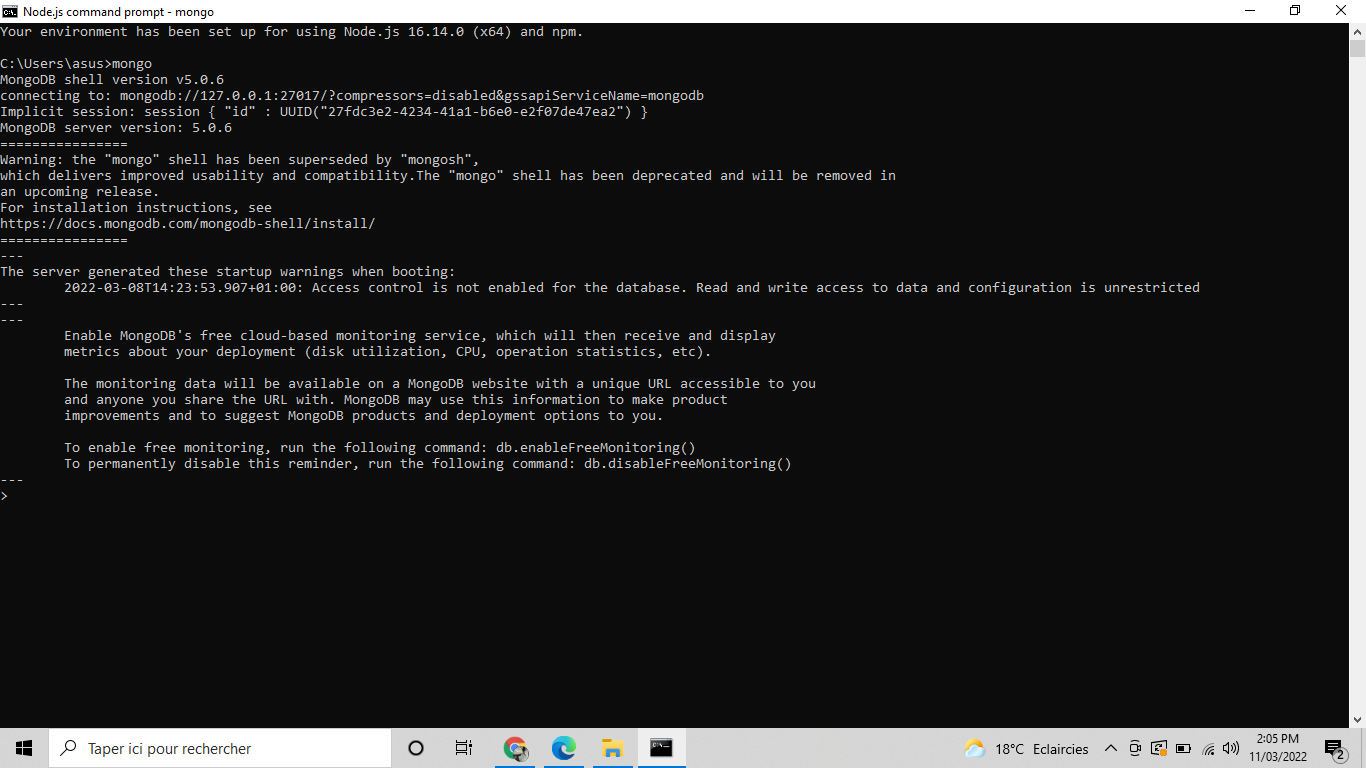 Node.js command prompt - mongo
Your environment has been set up for using Node.js 16.14.0 (x64) and npm.
C:\Users\asus>mongo
MongoDB shell version v5.0.6
connecting to: mongodb://127.0.0.1:27017/?compressors=disabled&gssapiServiceName=mongodb
Implicit session: session { "id" : UUID("27fdc3e2-4234-41a1-b6e0-e2f07de47ea2") }
MongoDB server version: 5.0.6
================
Warning: the "mongo" shell has been superseded by "mongosh",
which delivers improved usability and compatibility.The "mongo" shell has been deprecated and will be removed in
an upcoming release.
For installation instructions, see
https://docs.mongodb.com/mongodb-shell/install/
================
---
The server generated these startup warnings when booting:
        2022-03-08T14:23:53.907+01:00: Access control is not enabled for the database. Read and write access to data and configuration is unrestricted
---
---
        Enable MongoDB's free cloud-based monitoring service, which will then receive and display
        metrics about your deployment (disk utilization, CPU, operation statistics, etc).
        The monitoring data will be available on a MongoDB website with a unique URL accessible to you
        and anyone you share the URL with. MongoDB may use this information to make product
        improvements and to suggest MongoDB products and deployment options to you.
        To enable free monitoring, run the following command: db.enableFreeMonitoring()
        To permanently disable this reminder, run the following command: db.disableFreeMonitoring()
---
>
Taper ici pour rechercher
18°C Eclaircies
2:05 PM
11/03/2022
2